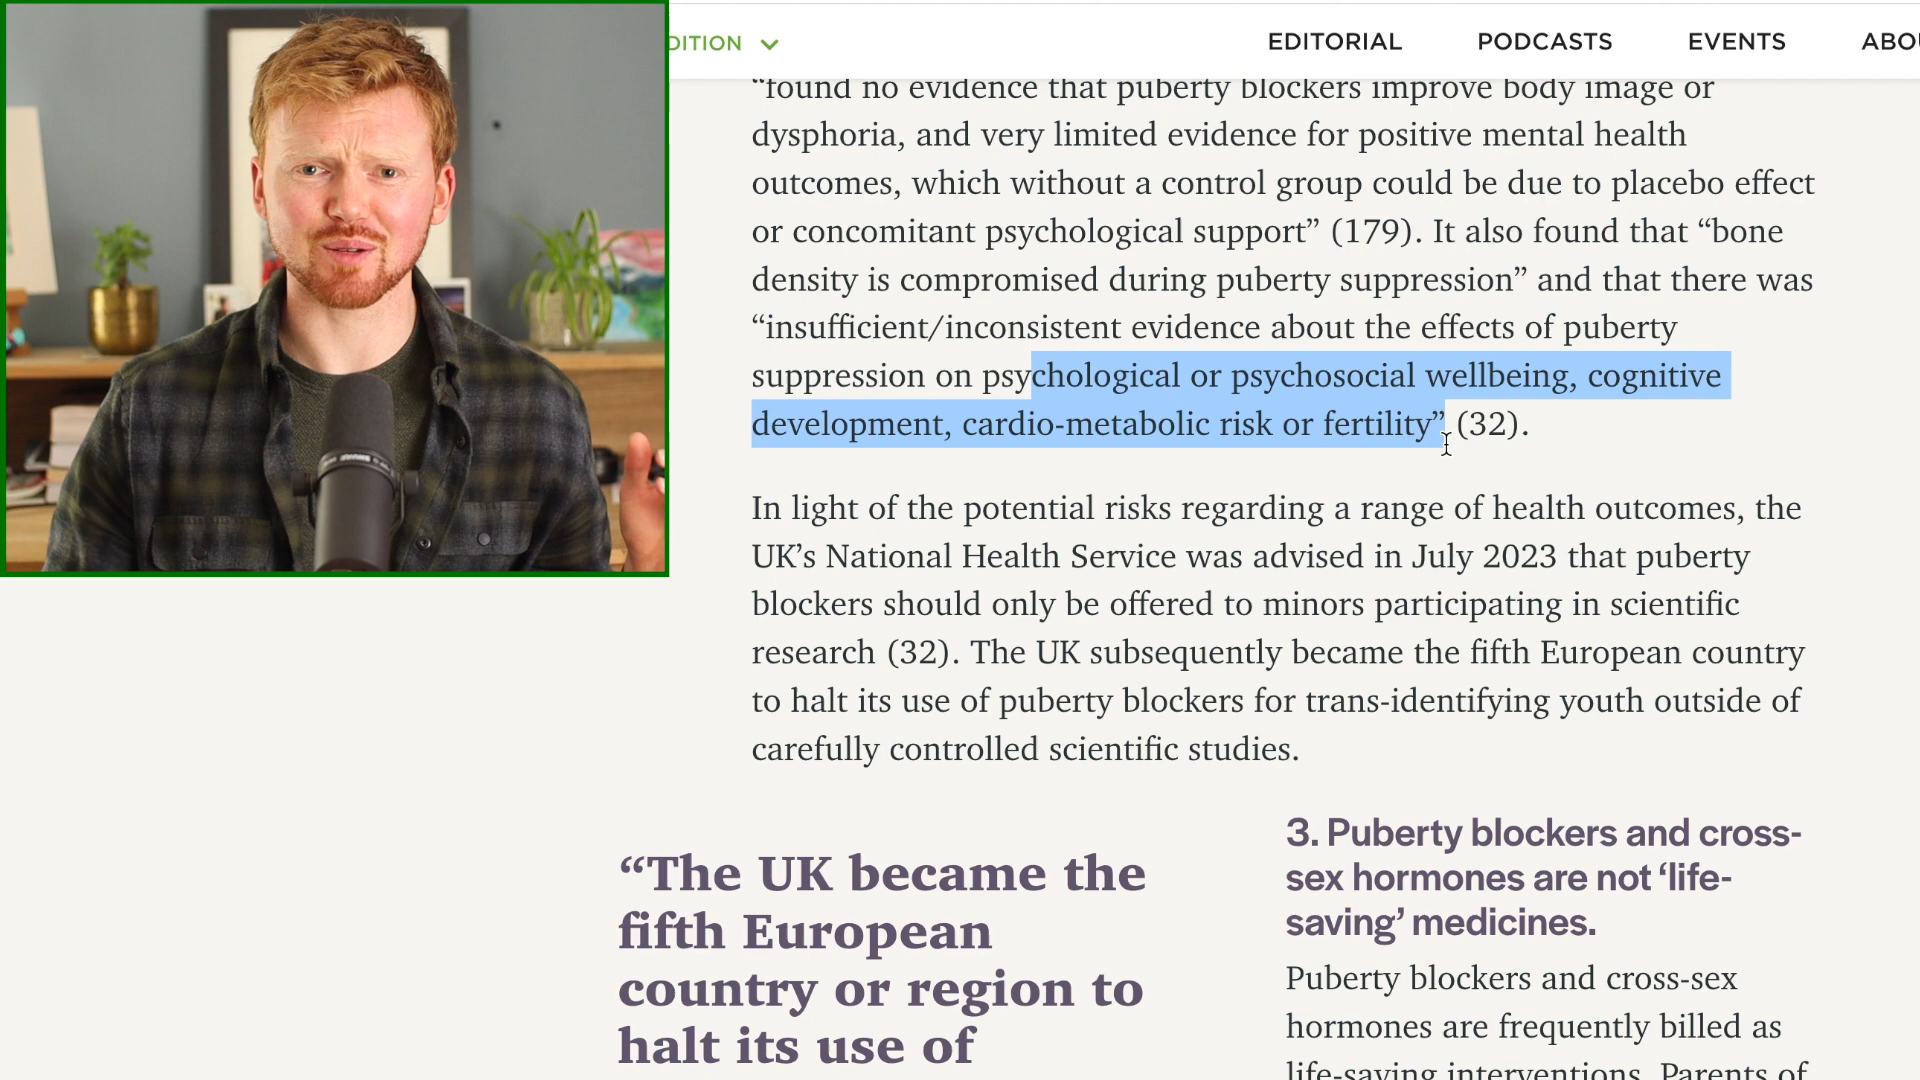 DITION
EDITORIAL PODCASTS EVENTS ABO
“found no evidence that puberty blockers improve body image or
dysphoria, and very limited evidence for positive mental health
outcomes, which without a control group could be due to placebo effect
or concomitant psychological support” (179). It also found that “bone
density is compromised during puberty suppression” and that there was
“insufficient/inconsistent evidence about the effects of puberty
suppression on psychological or psychosocial wellbeing, cognitive
development, cardio-metabolic risk or fertility” (32).
In light of the potential risks regarding a range of health outcomes, the
UK’s National Health Service was advised in July 2023 that puberty
blockers should only be offered to minors participating in scientific
research (32). The UK subsequently became the fifth European country
to halt its use of puberty blockers for trans-identifying youth outside of
carefully controlled scientific studies.
“The UK became the
fifth European
country or region to
halt its use of
3. Puberty blockers and cross-
sex hormones are not ‘life-
saving’ medicines.
Puberty blockers and cross-sex
hormones are frequently billed as
life-saving interventions. Parents of